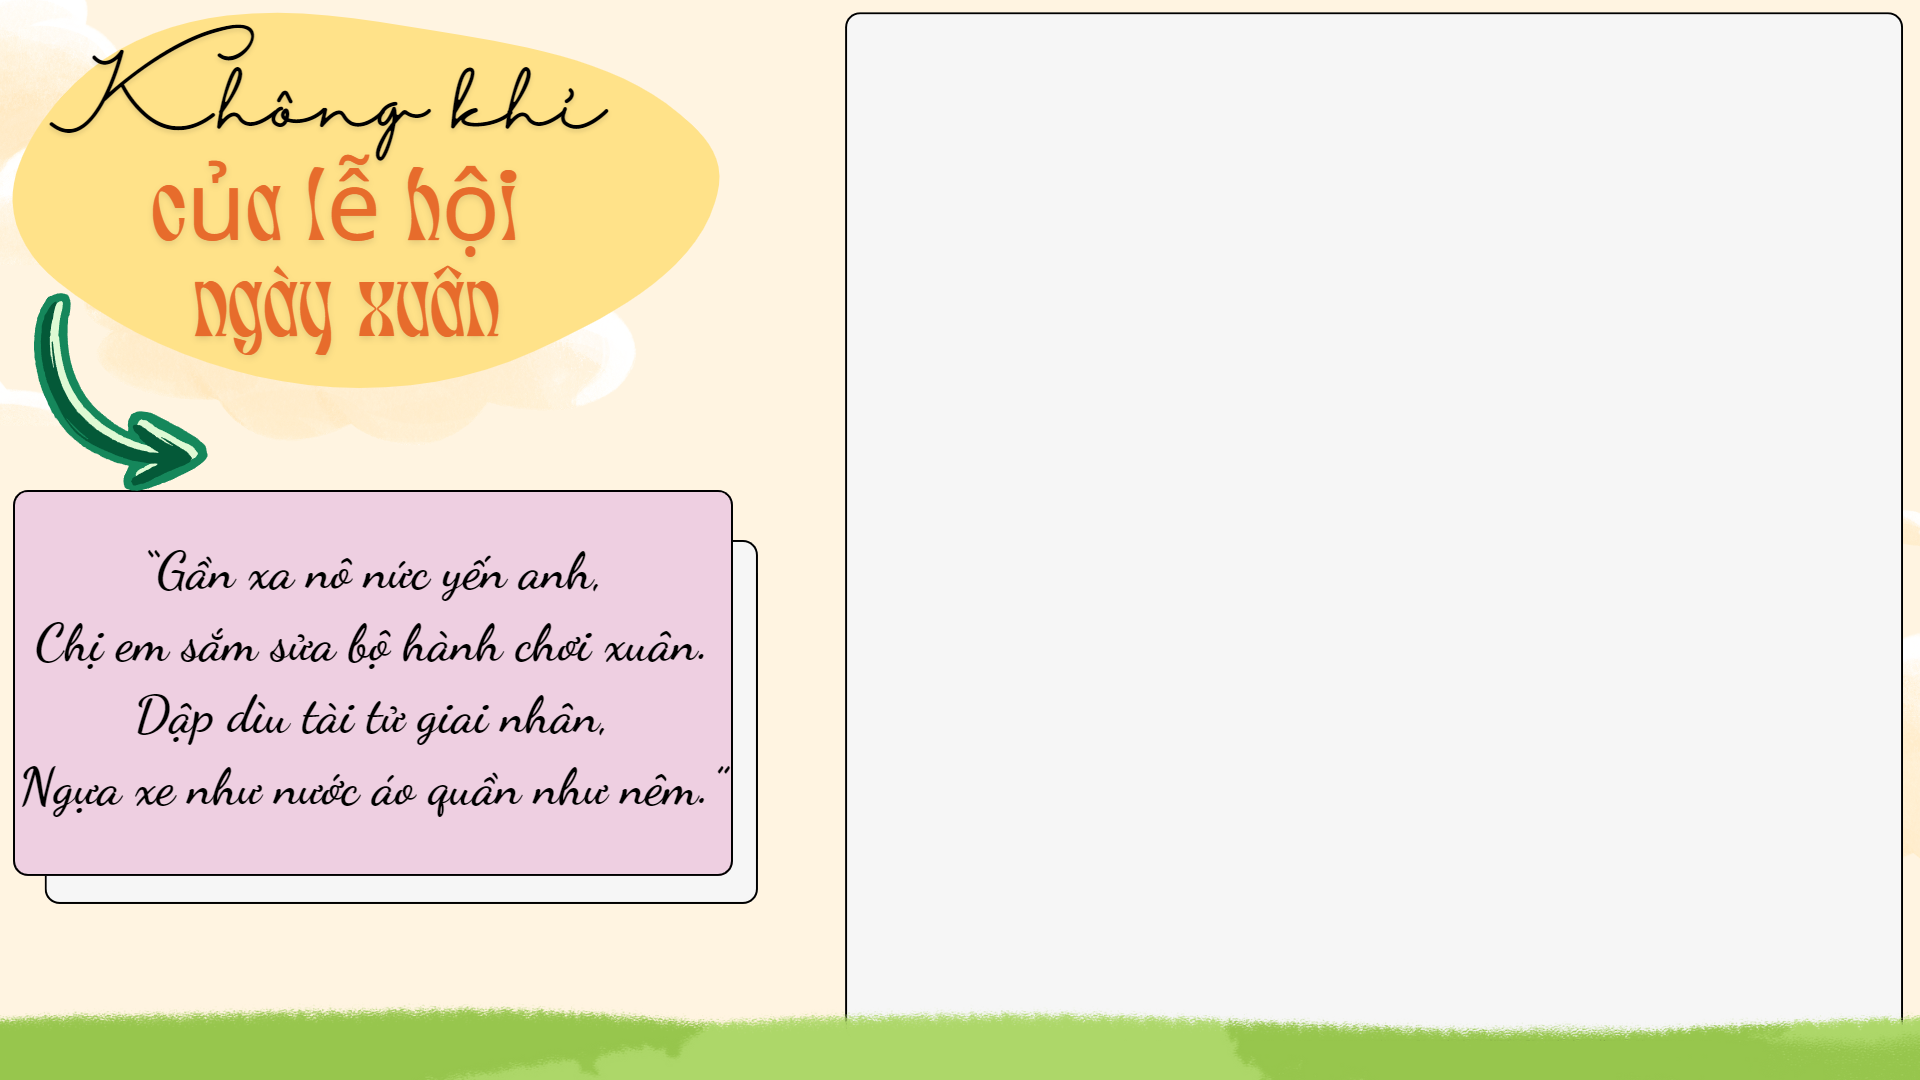 Không khí
của lễ hội
ngày xuân
"Gần xa nô nức yến anh,
Chị em sắm sửa bộ hành chơi xuân.
Dập dìu tài tử giai nhân,
Ngựa xe như nước áo quần như nêm."